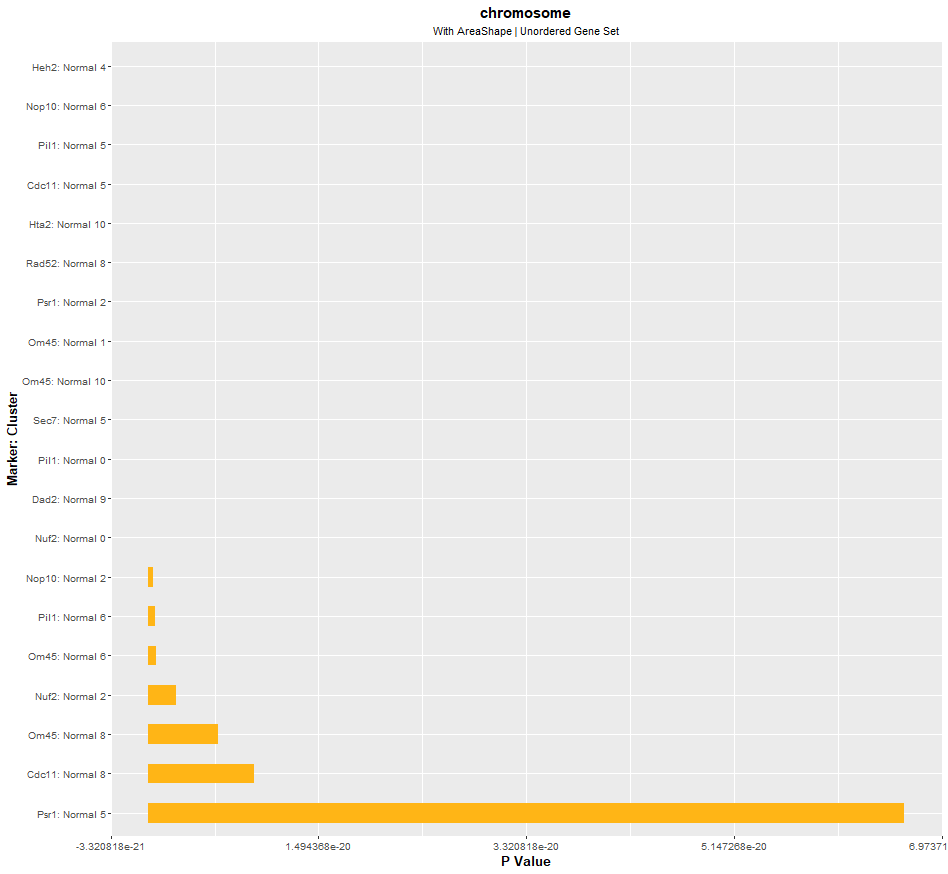 chromosome
With AreaShape | Unordered Gene Set
Heh2: Normal 4
Nop10: Normal 6
Pil1: Normal 5
Cdc11: Normal 5
Hta2: Normal 10
Rad52: Normal 8
Psr1: Normal 2
Om45: Normal 1
Om45: Normal 10
Sec7: Normal 5
Pil1: Normal 0
Dad2: Normal 9
Nuf2: Normal 0
Nop10: Normal 2
Pil1: Normal 6
Om45: Normal 6
Nuf2: Normal 2
Om45: Normal 8
Cdc11: Normal 8
Psr1: Normal 5
Marker: Cluster
-3.320818e-21 1.494368e-20 3.320818e-20 5.147268e-20 6.97371
P Value